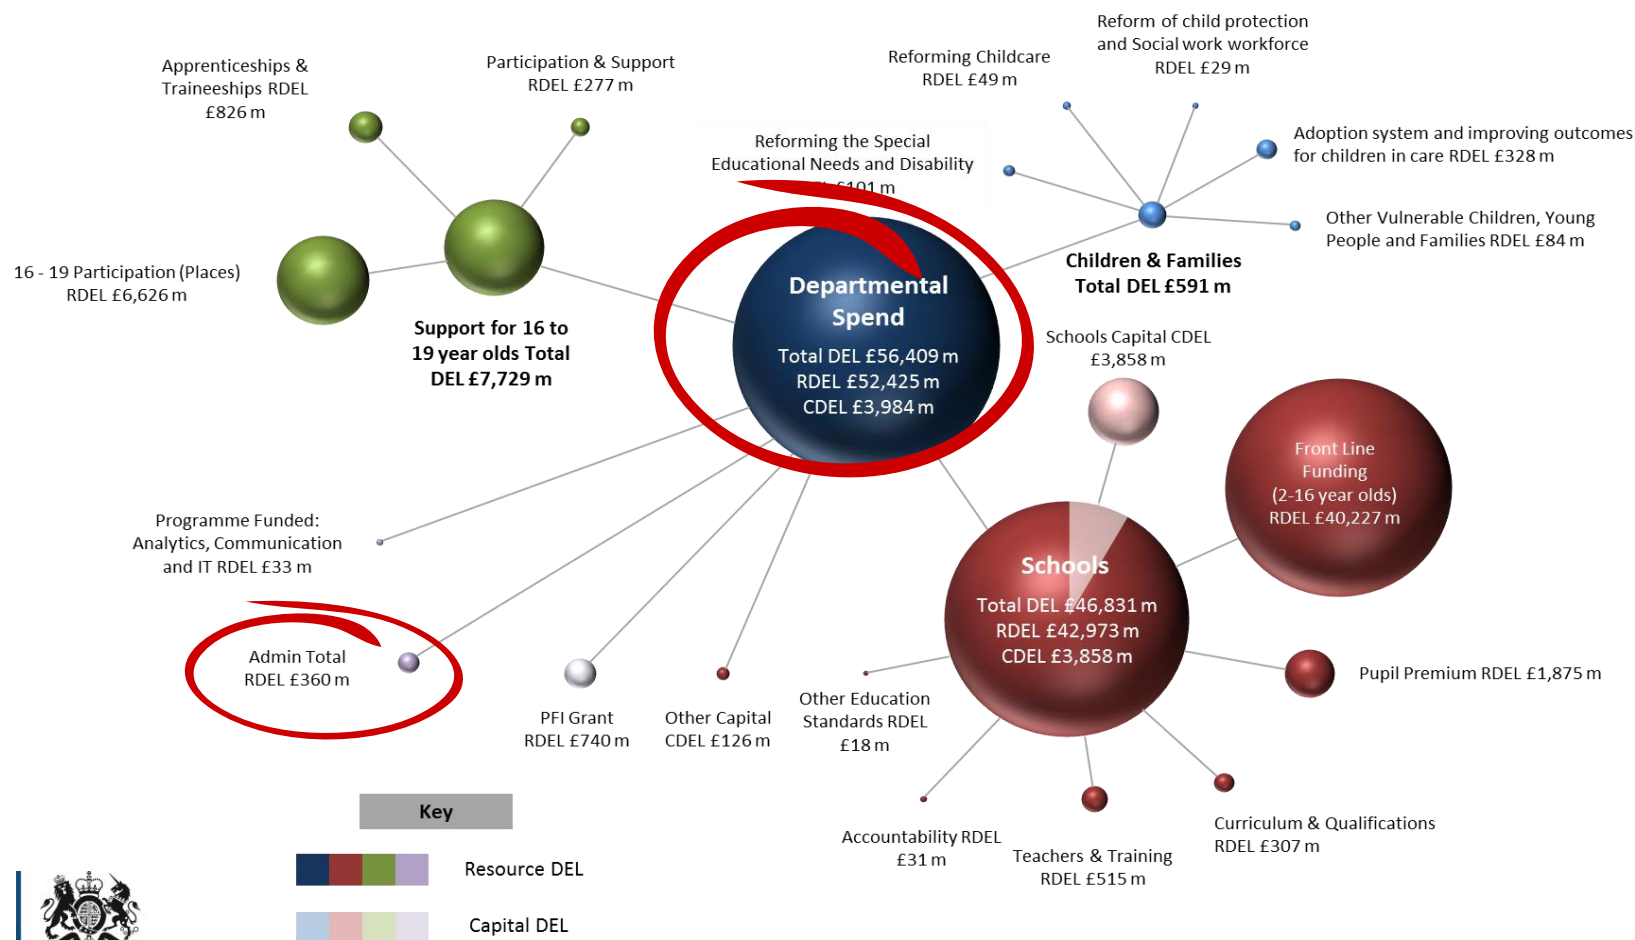 Apprenticeships &
Traineeships RDEL
£826 m
Participation & Support
RDEL £277 m
Reforming Childcare
RDEL £49 m
Reform of child protection
and Social work workforce
RDEL £29 m
Reforming the Special
Educational Needs and Disability
£101 m
Adoption system and improving outcomes
for children in care RDEL £328 m
Other Vulnerable Children, Young
People and Families RDEL £84 m
16 - 19 Participation (Places)
RDEL £6,626 m
Support for 16 to
19 year olds Total
DEL £7,729 m
Departmental
Spend
Total DEL £56,409 m
RDEL £52,425 m
CDEL £3,984 m
Children & Families
Total DEL £591 m
Schools Capital CDEL
£3,858 m
Front Line
Funding
(2-16 year olds)
RDEL £40,227 m
Programme Funded:
Analytics, Communication
and IT RDEL £33 m
Schools
Total DEL £46,831 m
RDEL £42,973 m
CDEL £3,858 m
Admin Total
RDEL £360 m
PFI Grant
RDEL £740 m
Other Capital
CDEL £126 m
Other Education
Standards RDEL
£18 m
Pupil Premium RDEL £1,875 m
Accountability RDEL
£31 m
Teachers & Training
RDEL £515 m
Curriculum & Qualifications
RDEL £307 m
Key
Resource DEL
Capital DEL